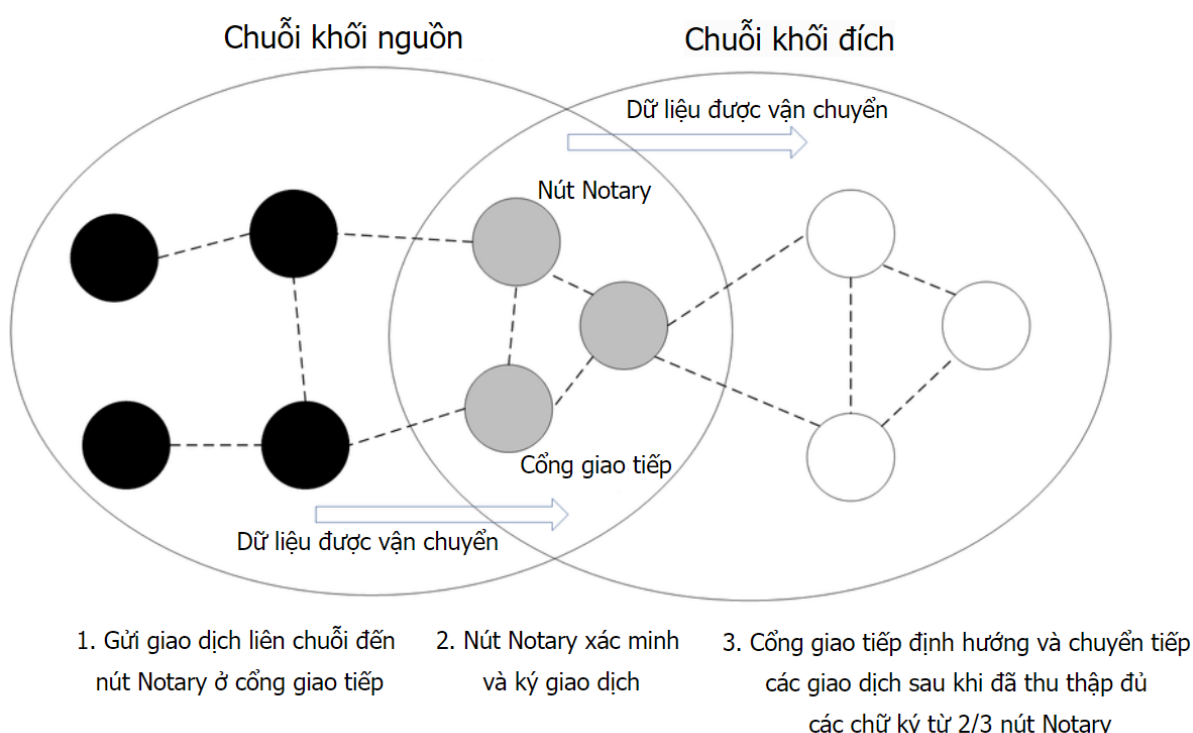 Chuỗi khối nguồn
Chuỗi khối đích
Dữ liệu được vận chuyển
Nút Notary
Cổng giao tiếp
Dữ liệu được vận chuyển
1. Gửi giao dịch liên chuỗi đến
nút Notary ở cổng giao tiếp
2. Nút Notary xác minh
và ký giao dịch
3. Cổng giao tiếp định hướng và chuyển tiếp
các giao dịch sau khi đã thu thập đủ
các chữ ký từ 2/3 nút Notary